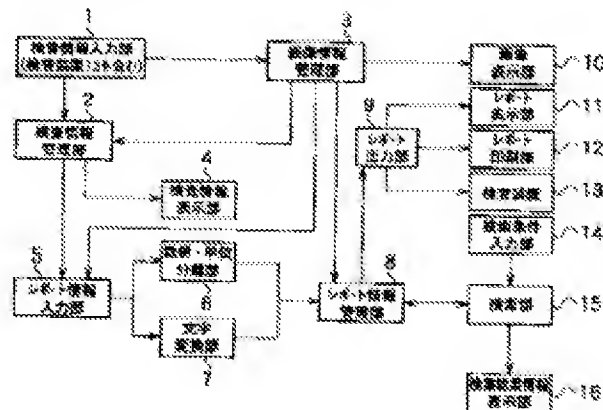 1
検査情報入力部
(検査装置
を含む)
3
画像情報
管理部
画像
表示部
10
2
検査情報
管理部
レポート
表示部
11
9
レポート
出力部
レポート
印刷部
12
4
検査情報
表示部
検査装置
13
検索条件
入力部
14
5
レポート情報
入力部
数値・単位
分離部
6
8
レポート情報
管理部
検索部
15
文字
変換部
7
検索結果情報
表示部
16